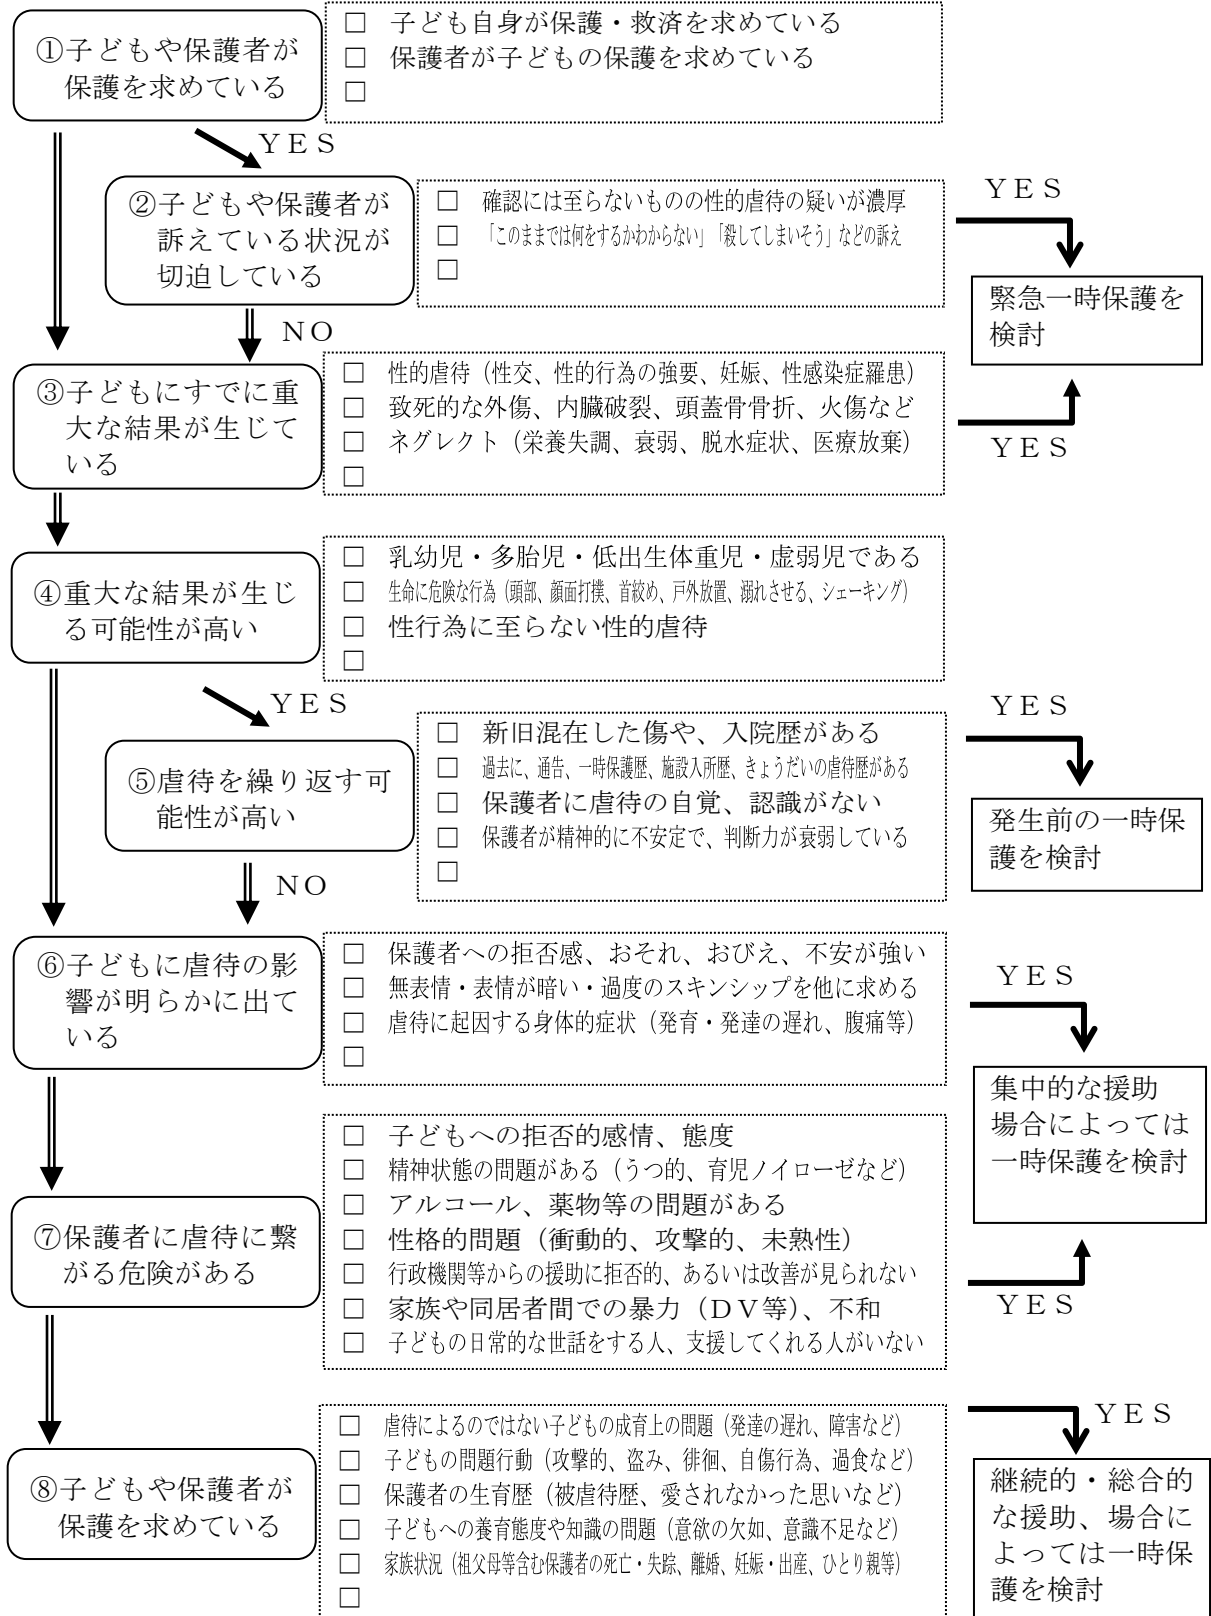 ①子どもや保護者が
保護を求めている
□ 子ども自身が保護・救済を求めている
□ 保護者が子どもの保護を求めている
□
ＹＥＳ
②子どもや保護者が
訴えている状況が
切迫している
□ 確認には至らないものの性的虐待の疑いが濃厚
□ 「このままでは何をするかわからない」「殺してしまいそう」などの訴え
□
ＹＥＳ
緊急一時保護を
検討
ＮＯ
③子どもにすでに重
大な結果が生じて
いる
□ 性的虐待（性交、性的行為の強要、妊娠、性感染症羅患）
□ 致死的な外傷、内臓破裂、頭蓋骨骨折、火傷など
□ ネグレクト（栄養失調、衰弱、脱水症状、医療放棄）
□
ＹＥＳ
④重大な結果が生じ
る可能性が高い
□ 乳幼児・多胎児・低出生体重児・虚弱児である
□ 生命に危険な行為（頭部、顔面打撲、首絞め、戸外放置、溺れさせる、シェーキング）
□ 性行為に至らない性的虐待
□
ＹＥＳ
⑤虐待を繰り返す可
能性が高い
□ 新旧混在した傷や、入院歴がある
□ 過去に、通告、一時保護歴、施設入所歴、きょうだいの虐待歴がある
□ 保護者に虐待の自覚、認識がない
□ 保護者が精神的に不安定で、判断力が衰弱している
□
ＹＥＳ
発生前の一時保
護を検討
ＮＯ
⑥子どもに虐待の影
響が明らかに出て
いる
□ 保護者への拒否感、おそれ、おびえ、不安が強い
□ 無表情・表情が暗い・過度のスキンシップを他に求める
□ 虐待に起因する身体的症状（発育・発達の遅れ、腹痛等）
□
ＹＥＳ
集中的な援助
場合によっては
一時保護を検討
⑦保護者に虐待に繋
がる危険がある
□ 子どもへの拒否的感情、態度
□ 精神状態の問題がある（うつ的、育児ノイローゼなど）
□ アルコール、薬物等の問題がある
□ 性格的問題（衝動的、攻撃的、未熟性）
□ 行政機関等からの援助に拒否的、あるいは改善が見られない
□ 家族や同居者間での暴力（ＤＶ等）、不和
□ 子どもの日常的な世話をする人、支援してくれる人がいない
ＹＥＳ
⑧子どもや保護者が
保護を求めている
□ 虐待によるのではない子どもの成育上の問題（発達の遅れ、障害など）
□ 子どもの問題行動（攻撃的、盗み、徘徊、自傷行為、過食など）
□ 保護者の生育歴（被虐待歴、愛されなかった思いなど）
□ 子どもへの養育態度や知識の問題（意欲の欠如、意識不足など）
□ 家族状況（祖父母等含む保護者の死亡・失踪、離婚、妊娠・出産、ひとり親等）
□
ＹＥＳ
継続的・総合的
な援助、場合に
よっては一時保
護を検討